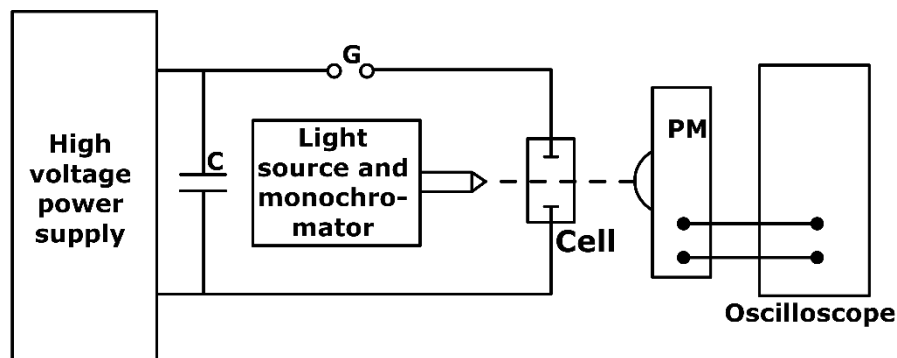 High
voltage
power
supply
C
G
Light
source and
monochro-
mator
Cell
PM
Oscilloscope